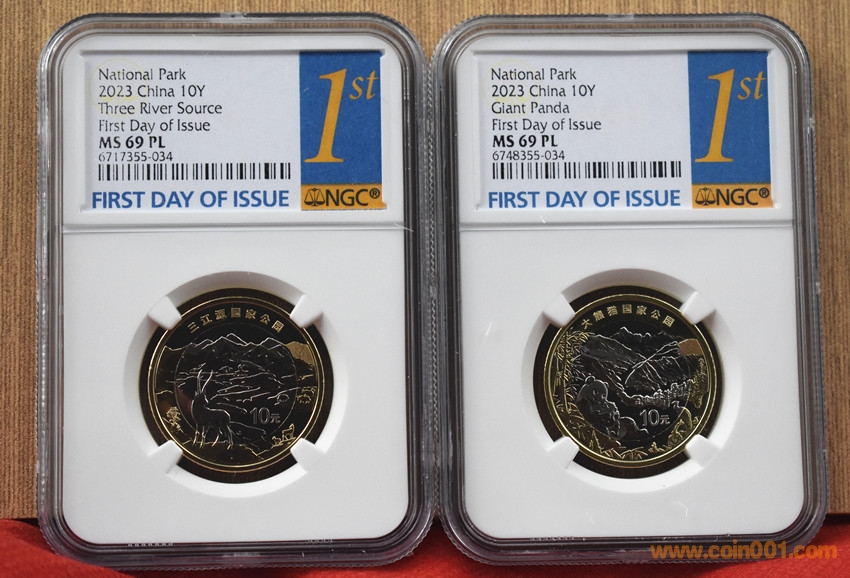 National Park
2023 China 10Y
Three River Source
First Day of Issue
MS 69 PL
6717355-034
FIRST DAY OF ISSUE
1st
NGC®
三江源国家公园
10元
National Park
2023 China 10Y
Giant Panda
First Day of Issue
MS 69 PL
6748355-034
FIRST DAY OF ISSUE
1st
NGC®
大熊猫国家公园
10元
www.coin001.com